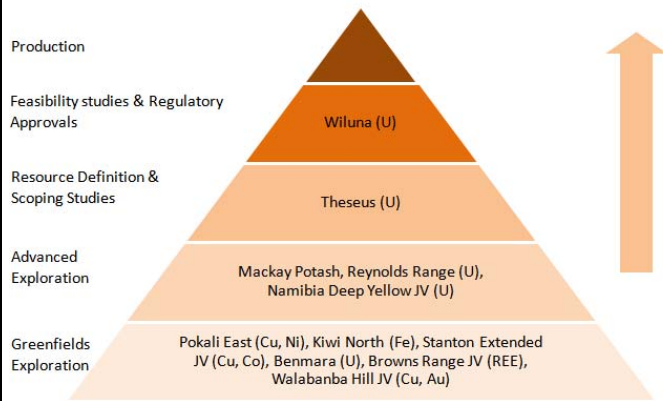 Production
Feasibility studies & Regulatory
Approvals
Wiluna (U)
Resource Definition &
Scoping Studies
Theseus (U)
Advanced
Exploration
Mackay Potash, Reynolds Range (U),
Namibia Deep Yellow JV (U)
Greenfields
Exploration
Pokali East (Cu, Ni), Kiwi North (Fe), Stanton Extended
JV (Cu, Co), Benmara (U), Browns Range JV (REE),
Walabanba Hill JV (Cu, Au)